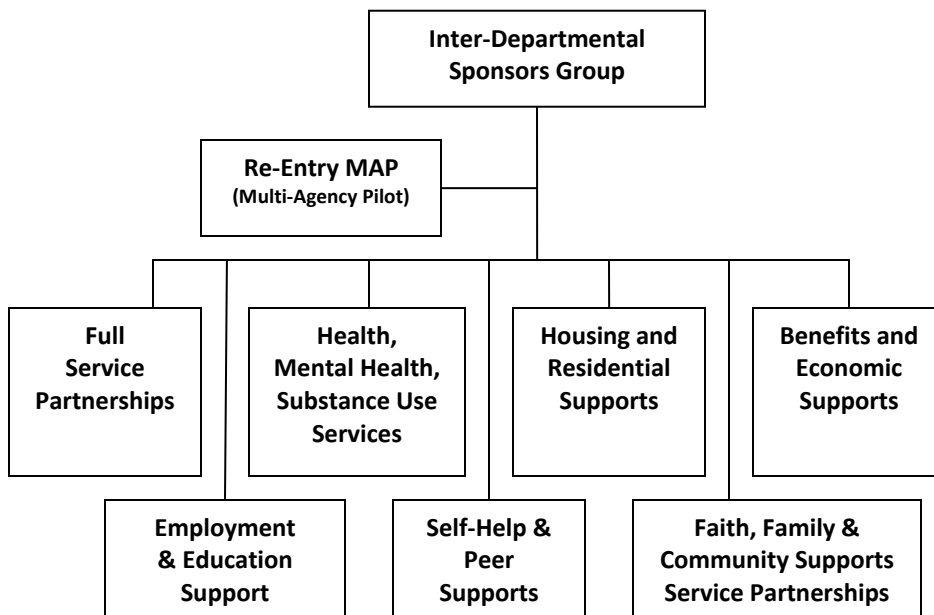 Inter-Departmental
Sponsors Group
Re-Entry MAP
(Multi-Agency Pilot)
Full
Service
Partnerships
Health,
Mental Health,
Substance Use
Services
Housing and
Residential
Supports
Benefits and
Economic
Supports
Employment
& Education
Support
Self-Help &
Peer
Supports
Faith, Family &
Community Supports
Service Partnerships